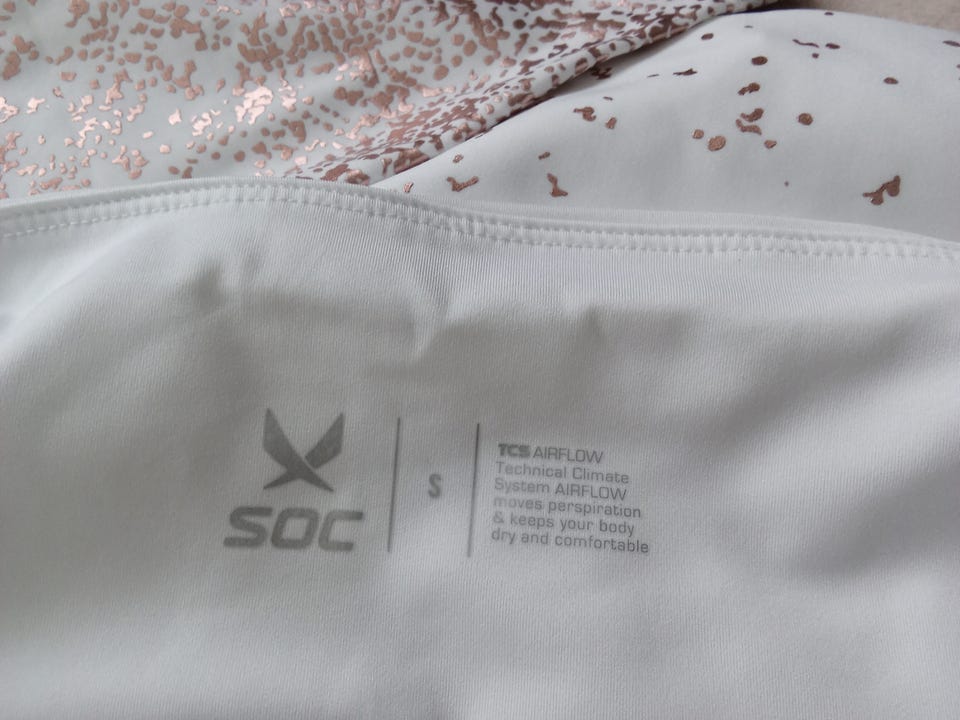 SOC
S
TCS AIRFLOW
Technical Climate
System AIRFLOW
moves perspiration
& keeps your body
dry and comfortable